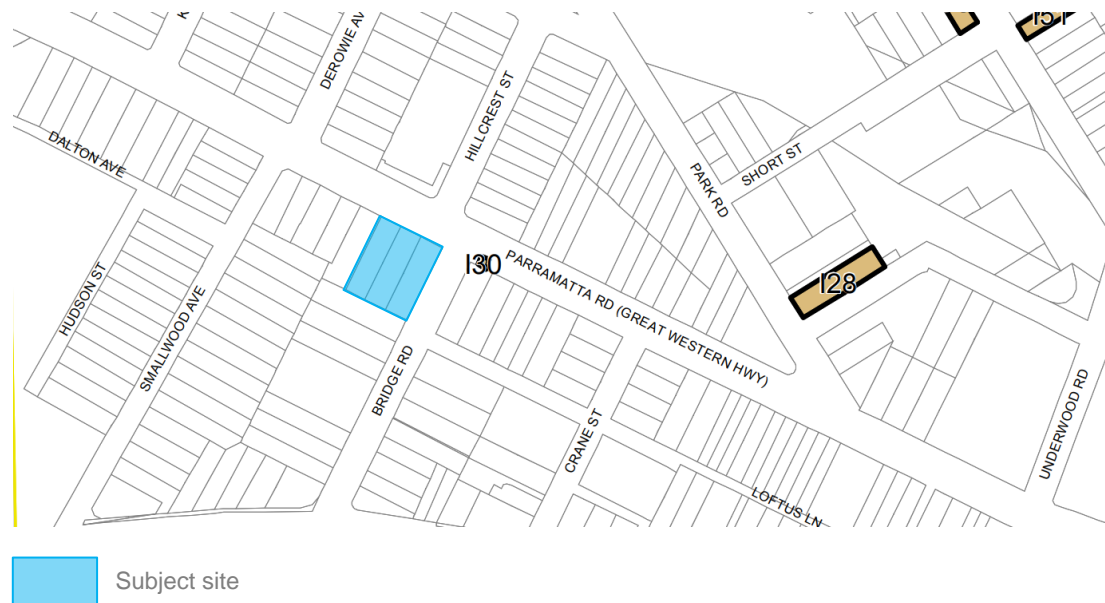 I51
DEROWIE AV
HILLCREST ST
DALTON AVE
SHORT ST
PARK RD
I30
PARRAMATTA RD (GREAT WESTERN HWY)
I28
HUDSON ST
SMALLWOOD AVE
BRIDGE RD
CRANE ST
UNDERWOOD RD
LOFTUS LN
Subject site